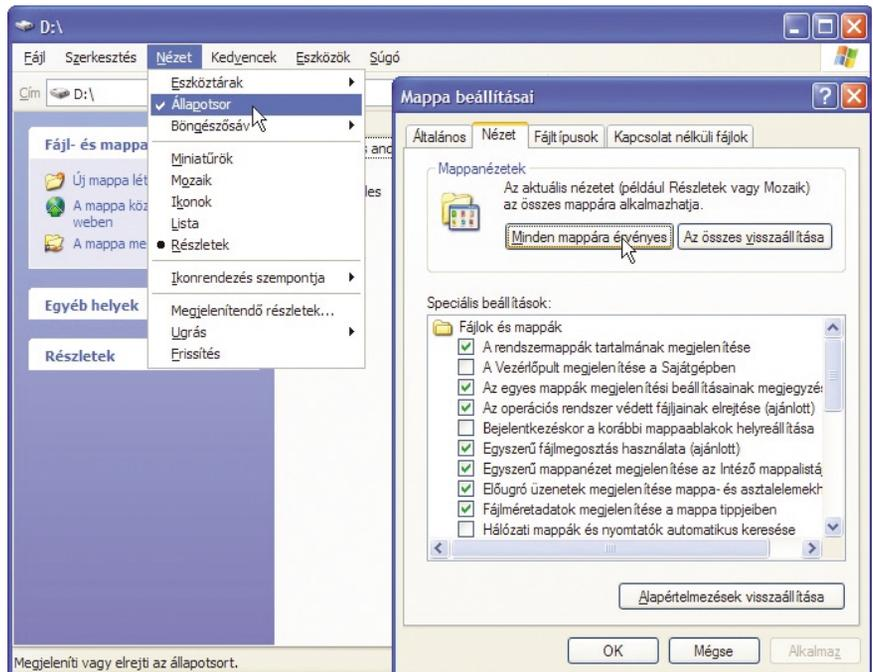 D:\
Fájl Szerkesztés Nézet Kedvencek Eszközök Súgó
Cím D:\
Eszköztárak
Állapotsor
Böngészősáv
Miniatűrök
Mozaik
Ikonok
Lista
Részletek
Ikonrendezés szempontja
Megjelenítendő részletek...
Ugrás
Frissítés
Fájl- és mappa
Új mappa lét
A mappa köz
weben
A mappa me
Egyéb helyek
Részletek
s and
les
Megjeleníti vagy elrejti az állapotsort.
Mappa beállításai
Általános Nézet Fájltípusok Kapcsolat nélküli fájlok
Mappanézetek
Az aktuális nézetet (például Részletek vagy Mozaik)
az összes mappára alkalmazhatja.
Minden mappára érvényes Az összes visszaállítása
Speciális beállítások:
Fájlok és mappák
A rendszermappák tartalmának megjelenítése
A Vezérlőpult megjelenítése a Sajátgépben
Az egyes mappák megjelenítési beállításainak megjegyzé
Az operációs rendszer védett fájljainak elrejtése (ajánlott)
Bejelentkezéskor a korábbi mappaablakok helyreállítása
Egyszerű fájlmegosztás használata (ajánlott)
Egyszerű mappanézet megjelenítése az Intéző mappalistá
Előugró üzenetek megjelenítése mappa- és asztalelemekh
Fájlméretadatok megjelenítése a mappa tippjeiben
Hálózati mappák és nyomtatók automatikus keresése
Alapértelmezések visszaállítása
OK Mégse Alkalmaz